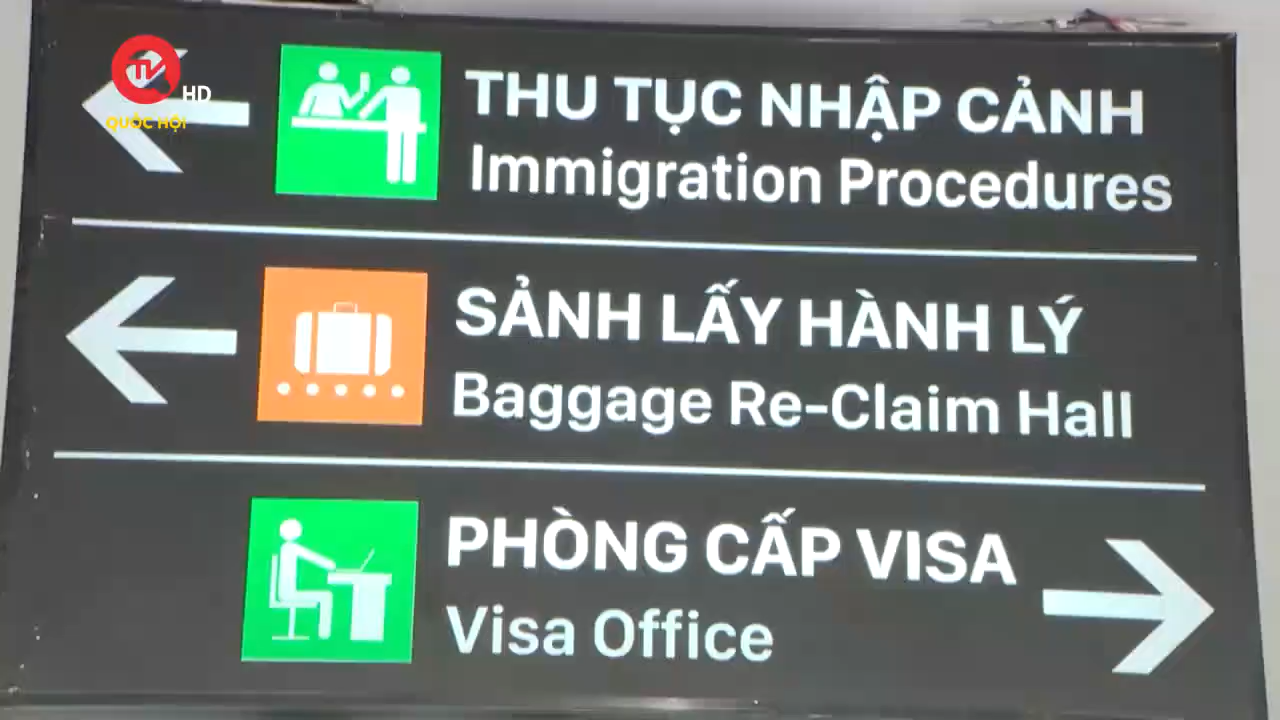 TV HD
QUỐC HỘI
THU TỤC NHẬP CẢNH
Immigration Procedures
SẢNH LẤY HÀNH LÝ
Baggage Re-Claim Hall
PHÒNG CẤP VISA
Visa Office